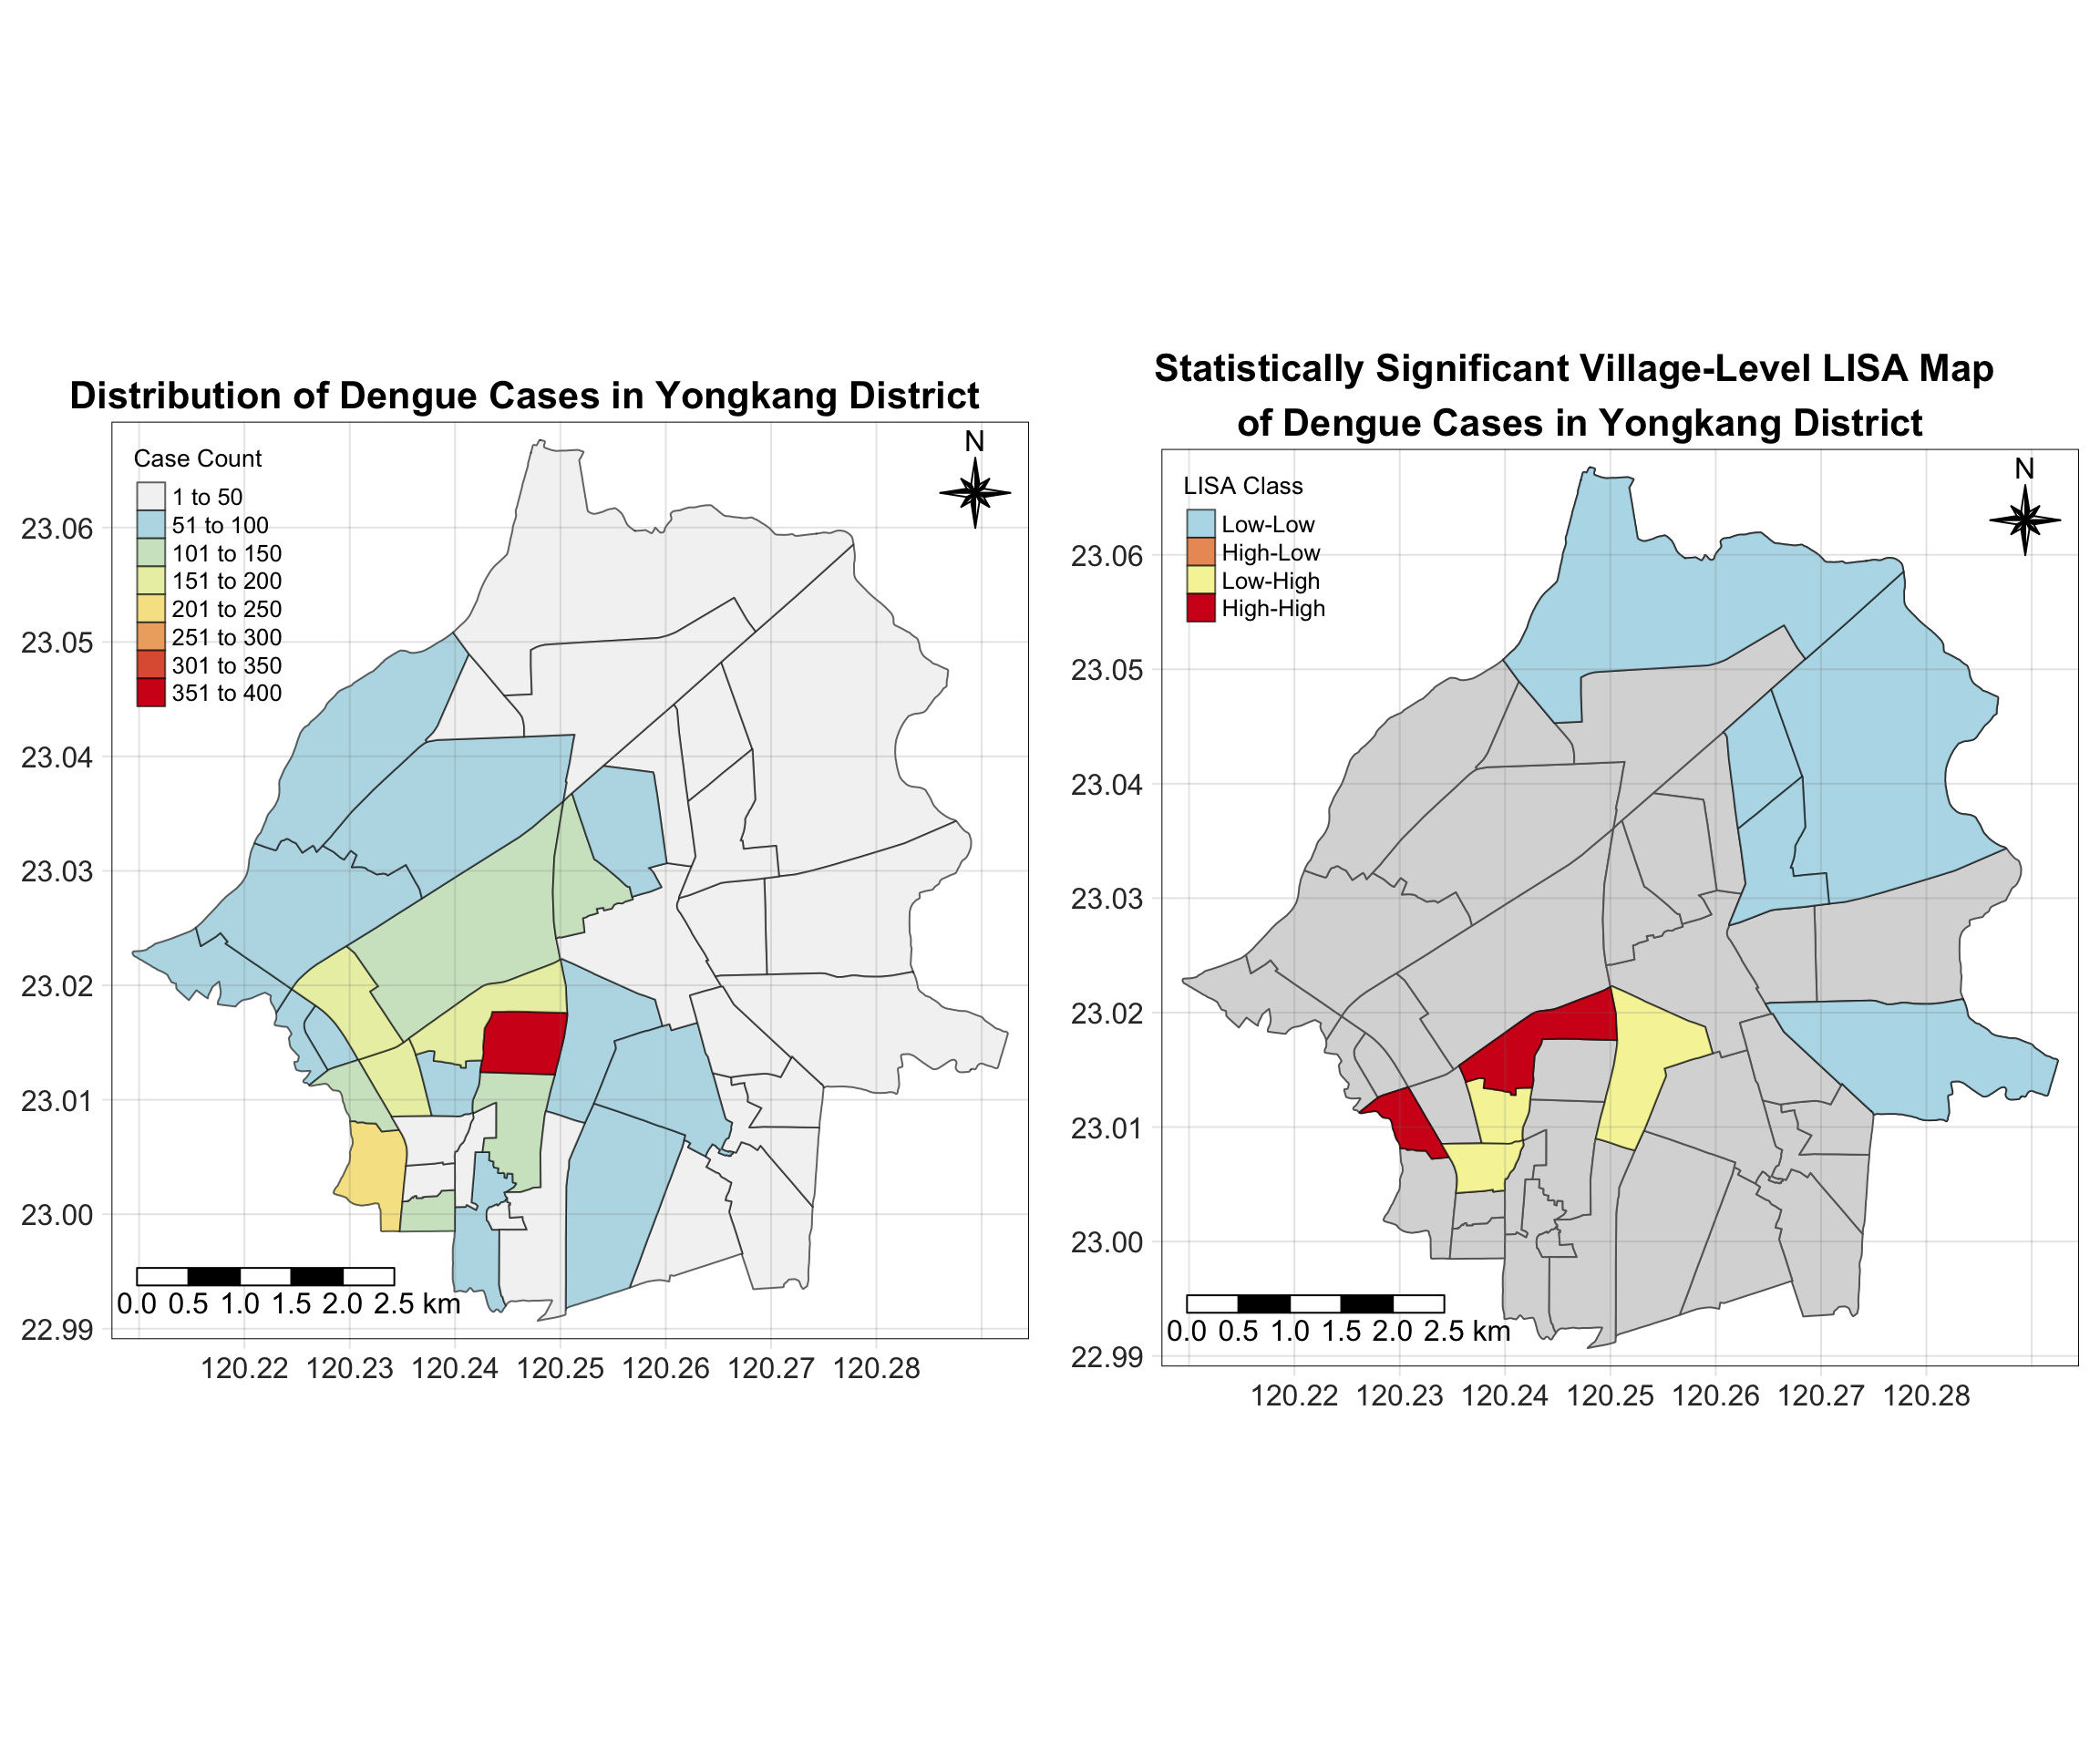 Distribution of Dengue Cases in Yongkang District
N
Case Count
1 to 50
51 to 100
101 to 150
151 to 200
201 to 250
251 to 300
301 to 350
351 to 400
23.06
23.05
23.04
23.03
23.02
23.01
23.00
22.99
0.0 0.5 1.0 1.5 2.0 2.5 km
120.22 120.23 120.24 120.25 120.26 120.27 120.28
Statistically Significant Village-Level LISA Map
of Dengue Cases in Yongkang District
N
LISA Class
Low-Low
High-Low
Low-High
High-High
23.06
23.05
23.04
23.03
23.02
23.01
23.00
22.99
0.0 0.5 1.0 1.5 2.0 2.5 km
120.22 120.23 120.24 120.25 120.26 120.27 120.28